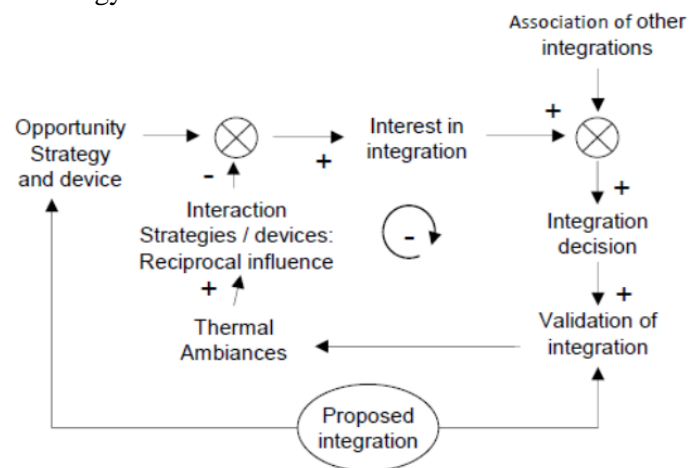 Association of other
integrations
+
Opportunity
Strategy
and device
Interest in
integration
+
-
+
Interaction
Strategies / devices:
Reciprocal influence
-
Integration
decision
+
+
Thermal
Ambiances
Validation of
integration
Proposed
integration